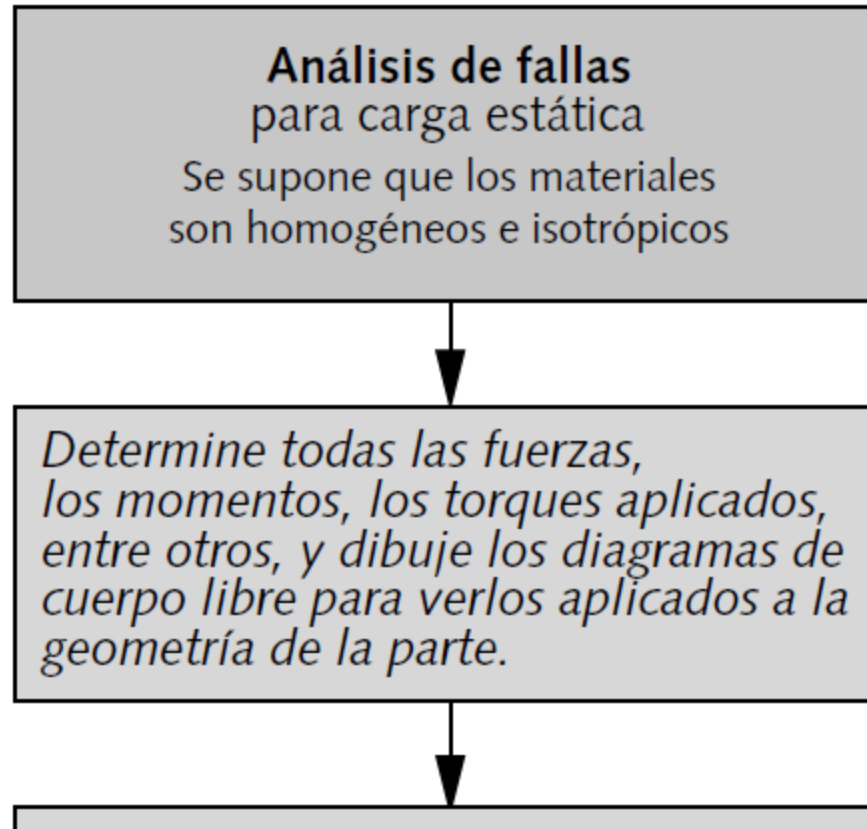 Análisis de fallas
para carga estática
Se supone que los materiales
son homogéneos e isotrópicos
Determine todas las fuerzas,
los momentos, los torques aplicados,
entre otros, y dibuje los diagramas de
cuerpo libre para verlos aplicados a la
geometría de la parte.